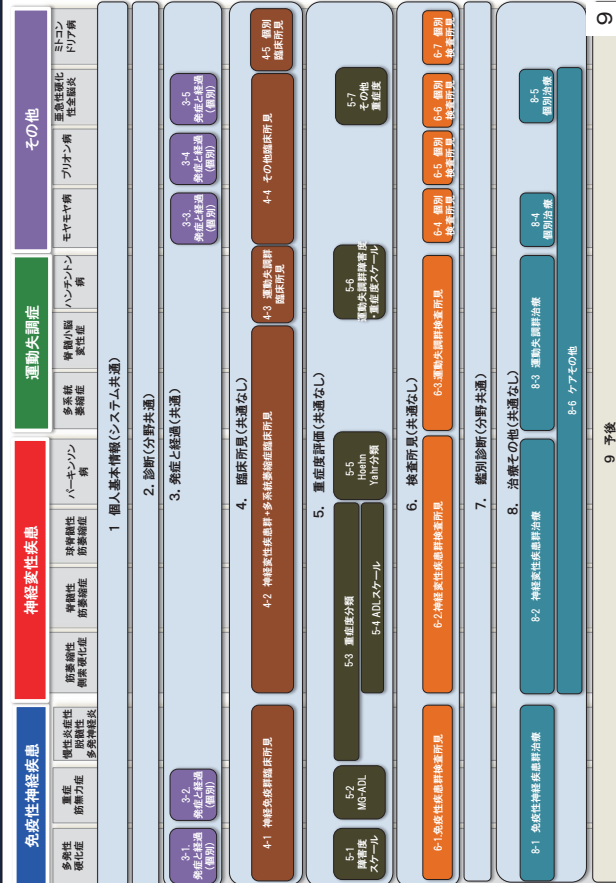 免疫性神経疾患
神経変性疾患
運動失調症
その他
多発性
硬化症
重症
筋無力症
慢性炎症性
脱髄性
多発神経炎
筋萎縮性
側索硬化症
脊髄性
筋萎縮症
球脊髄性
筋萎縮症
パーキンソン
病
多系統
萎縮症
脊髄小脳
変性症
ハンチントン
病
モヤモヤ病
プリオン病
亜急性硬化
性全脳炎
ミトコン
ドリア病
1 個人基本情報(システム共通)
2. 診断(分野共通)
3. 発症と経過(共通)
3-1.
発症と経過
(個別)
3-2.
発症と経過
(個別)
3-3.
発症と経過
(個別)
3-4
発症と経過
(個別)
3-5
発症と経過
(個別)
4. 臨床所見(共通なし)
4-1 神経免疫群臨床所見
4-2 神経変性疾患群+多系統萎縮症臨床所見
4-3 運動失調群
臨床所見
4-4 その他臨床所見
4-5 個別
臨床所見
5. 重症度評価(共通なし)
5-1
障害度
スケール
5-2
MG-ADL
5-3 重症度分類
5-4 ADLスケール
5-5
Hoehn
Yahr分類
5-6
運動失調群障害度
・重症度スケール
5-7
その他
重症度
6. 検査所見(共通なし)
6-1.免疫性疾患群検査所見
6-2.神経変性疾患群検査所見
6-3.運動失調群検査所見
6-4 個別
検査所見
6-5 個別
検査所見
6-6 個別
検査所見
6-7 個別
検査所見
7. 鑑別診断(分野共通)
8. 治療その他(共通なし)
8-1 免疫性神経疾患群治療
8-2 神経変性疾患群治療
8-3 運動失調群治療
8-4
個別治療
8-5
個別治療
8-6 ケアその他
9 予後
9